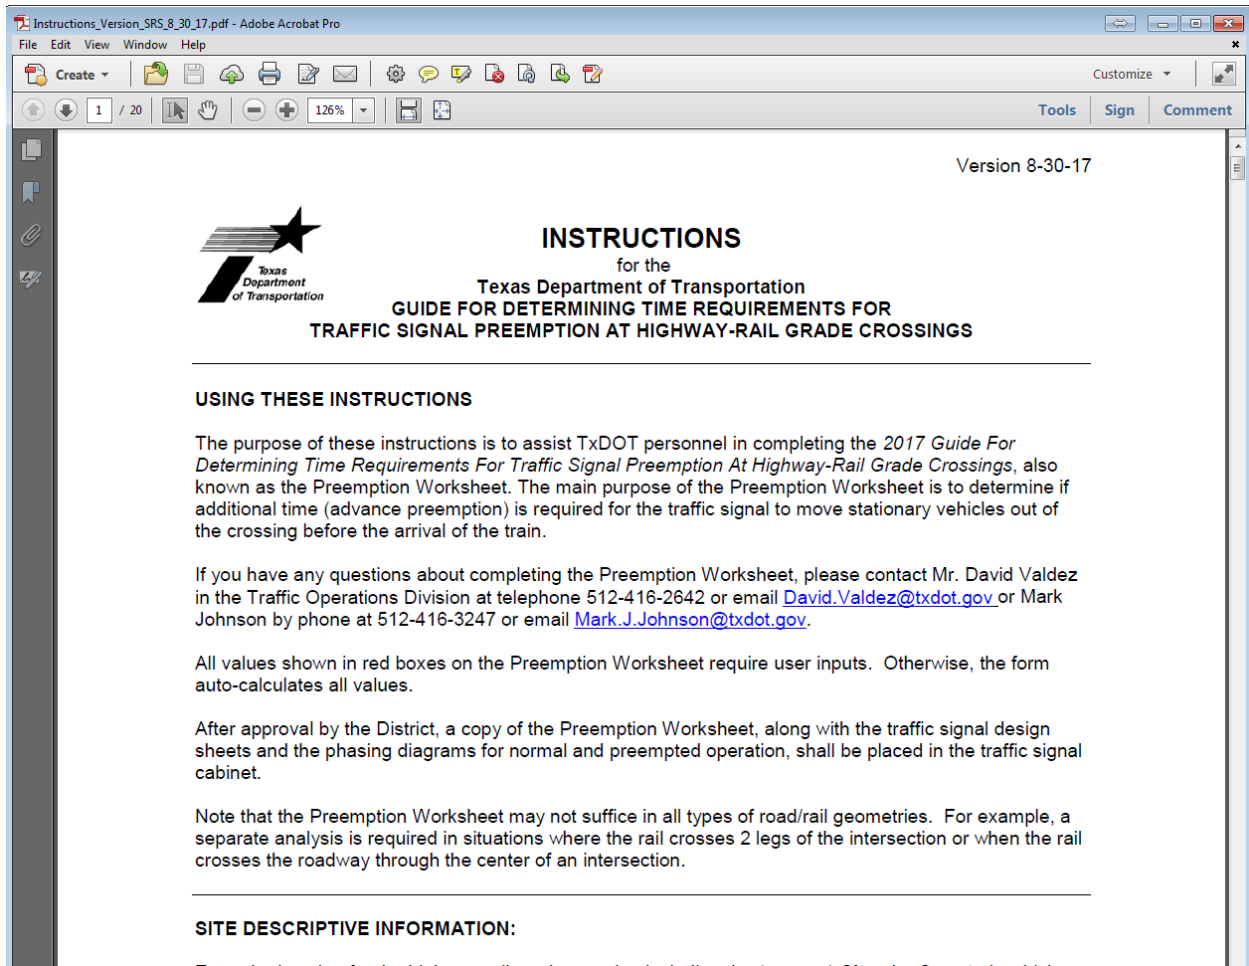 Instructions_Version_SRS_8_30_17.pdf - Adobe Acrobat Pro
File Edit View Window Help
Create Customize
1 / 20 126% Tools Sign Comment
Version 8-30-17
Texas
Department
of Transportation
INSTRUCTIONS
for the
Texas Department of Transportation
GUIDE FOR DETERMINING TIME REQUIREMENTS FOR
TRAFFIC SIGNAL PREEMPTION AT HIGHWAY-RAIL GRADE CROSSINGS
USING THESE INSTRUCTIONS
The purpose of these instructions is to assist TxDOT personnel in completing the 2017 Guide For
Determining Time Requirements For Traffic Signal Preemption At Highway-Rail Grade Crossings, also
known as the Preemption Worksheet. The main purpose of the Preemption Worksheet is to determine if
additional time (advance preemption) is required for the traffic signal to move stationary vehicles out of
the crossing before the arrival of the train.
If you have any questions about completing the Preemption Worksheet, please contact Mr. David Valdez
in the Traffic Operations Division at telephone 512-416-2642 or email David.Valdez@txdot.gov or Mark
Johnson by phone at 512-416-3247 or email Mark.J.Johnson@txdot.gov.
All values shown in red boxes on the Preemption Worksheet require user inputs. Otherwise, the form
auto-calculates all values.
After approval by the District, a copy of the Preemption Worksheet, along with the traffic signal design
sheets and the phasing diagrams for normal and preempted operation, shall be placed in the traffic signal
cabinet.
Note that the Preemption Worksheet may not suffice in all types of road/rail geometries. For example, a
separate analysis is required in situations where the rail crosses 2 legs of the intersection or when the rail
crosses the roadway through the center of an intersection.
SITE DESCRIPTIVE INFORMATION: